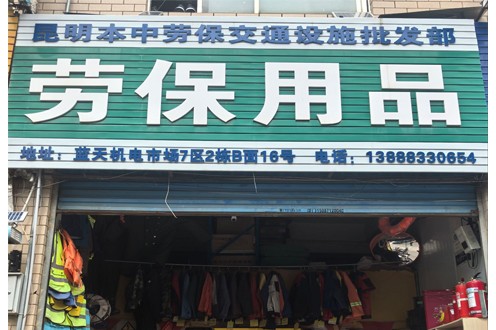 昆明本中劳保交通设施批发部
劳保用品
地址：蓝天机电市场7区2栋B面16号 电话：13888330654